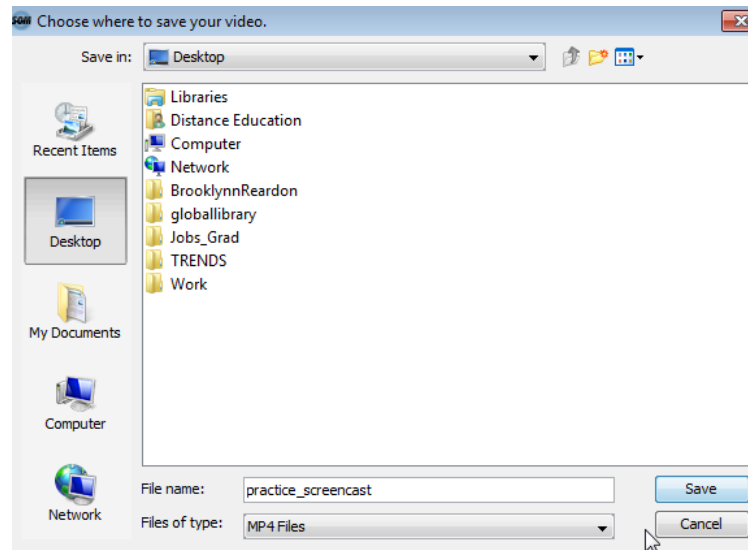 SOM Choose where to save your video.
Save in: Desktop
Libraries
Distance Education
Computer
Network
BrooklynnReardon
globallibrary
Jobs_Grad
TRENDS
Work
Recent Items
Desktop
My Documents
Computer
Network
File name: practice_screencast Save
Files of type: MP4 Files Cancel